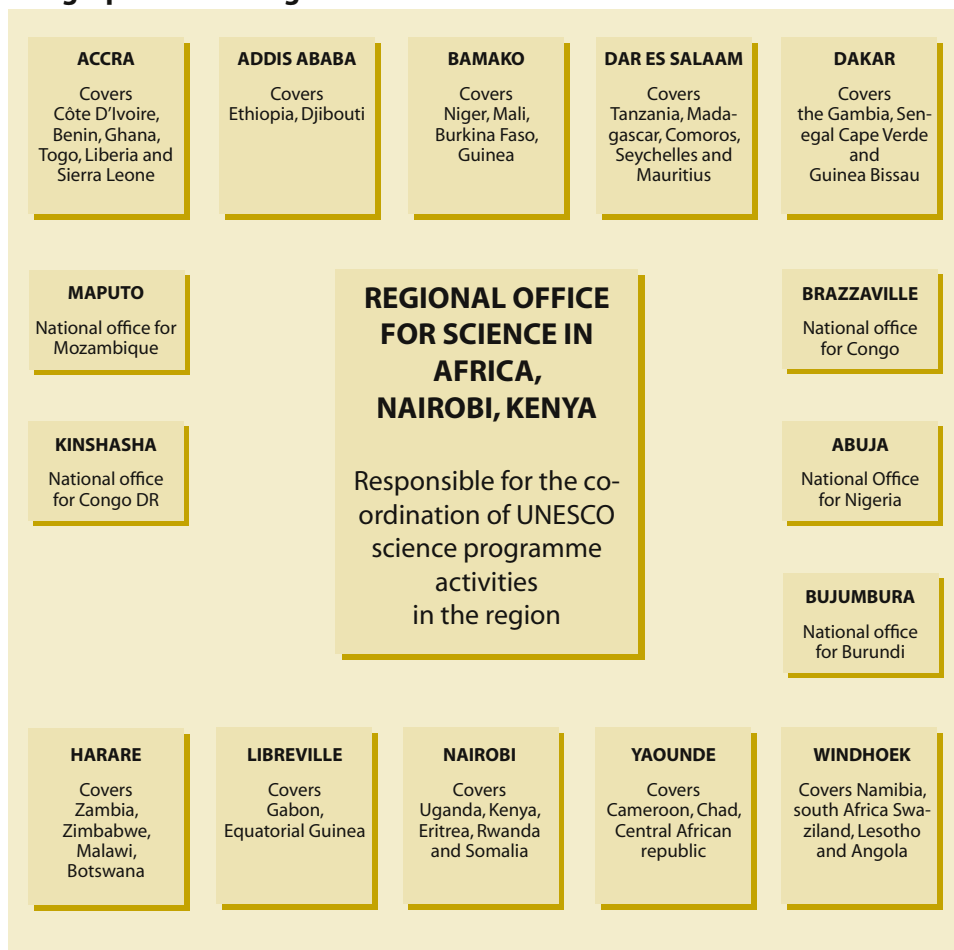 ACCRA
Covers
Côte D'Ivoire,
Benin, Ghana,
Togo, Liberia and
Sierra Leone
ADDIS ABABA
Covers
Ethiopia, Djibouti
BAMAKO
Covers
Niger, Mali,
Burkina Faso,
Guinea
DAR ES SALAAM
Covers
Tanzania, Mada-
gascar, Comoros,
Seychelles and
Mauritius
DAKAR
Covers
the Gambia, Sen-
egal Cape Verde
and
Guinea Bissau
MAPUTO
National office for
Mozambique
REGIONAL OFFICE
FOR SCIENCE IN
AFRICA,
NAIROBI, KENYA
Responsible for the co-
ordination of UNESCO
science programme
activities
in the region
BRAZZAVILLE
National office
for Congo
KINSHASHA
National office
for Congo DR
ABUJA
National Office
for Nigeria
BUJUMBURA
National office
for Burundi
HARARE
Covers
Zambia,
Zimbabwe,
Malawi,
Botswana
LIBREVILLE
Covers
Gabon,
Equatorial Guinea
NAIROBI
Covers
Uganda, Kenya,
Eritrea, Rwanda
and Somalia
YAOUNDE
Covers
Cameroon, Chad,
Central African
republic
WINDHOEK
Covers Namibia,
south Africa Swa-
ziland, Lesotho
and Angola